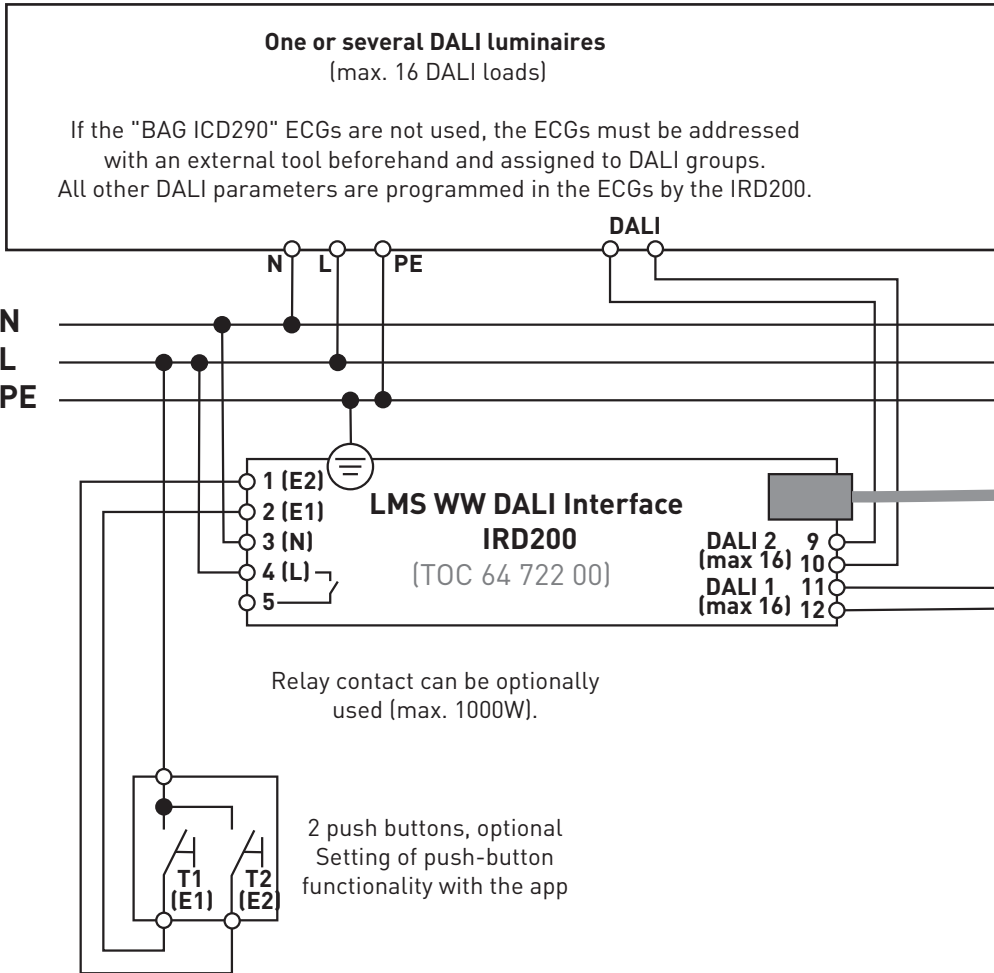 One or several DALI luminaires
(max. 16 DALI loads)
If the "BAG ICD290" ECGs are not used, the ECGs must be addressed
with an external tool beforehand and assigned to DALI groups.
All other DALI parameters are programmed in the ECGs by the IRD200.
DALI
N L PE
N
L
PE
1 (E2)
2 (E1)
3 (N)
4 (L)
5
LMS WW DALI Interface
IRD200
(TOC 64 722 00)
DALI 2 9
(max 16) 10
DALI 1 11
(max 16) 12
Relay contact can be optionally
used (max. 1000W).
2 push buttons, optional
Setting of push-button
functionality with the app
T1 T2
(E1) (E2)